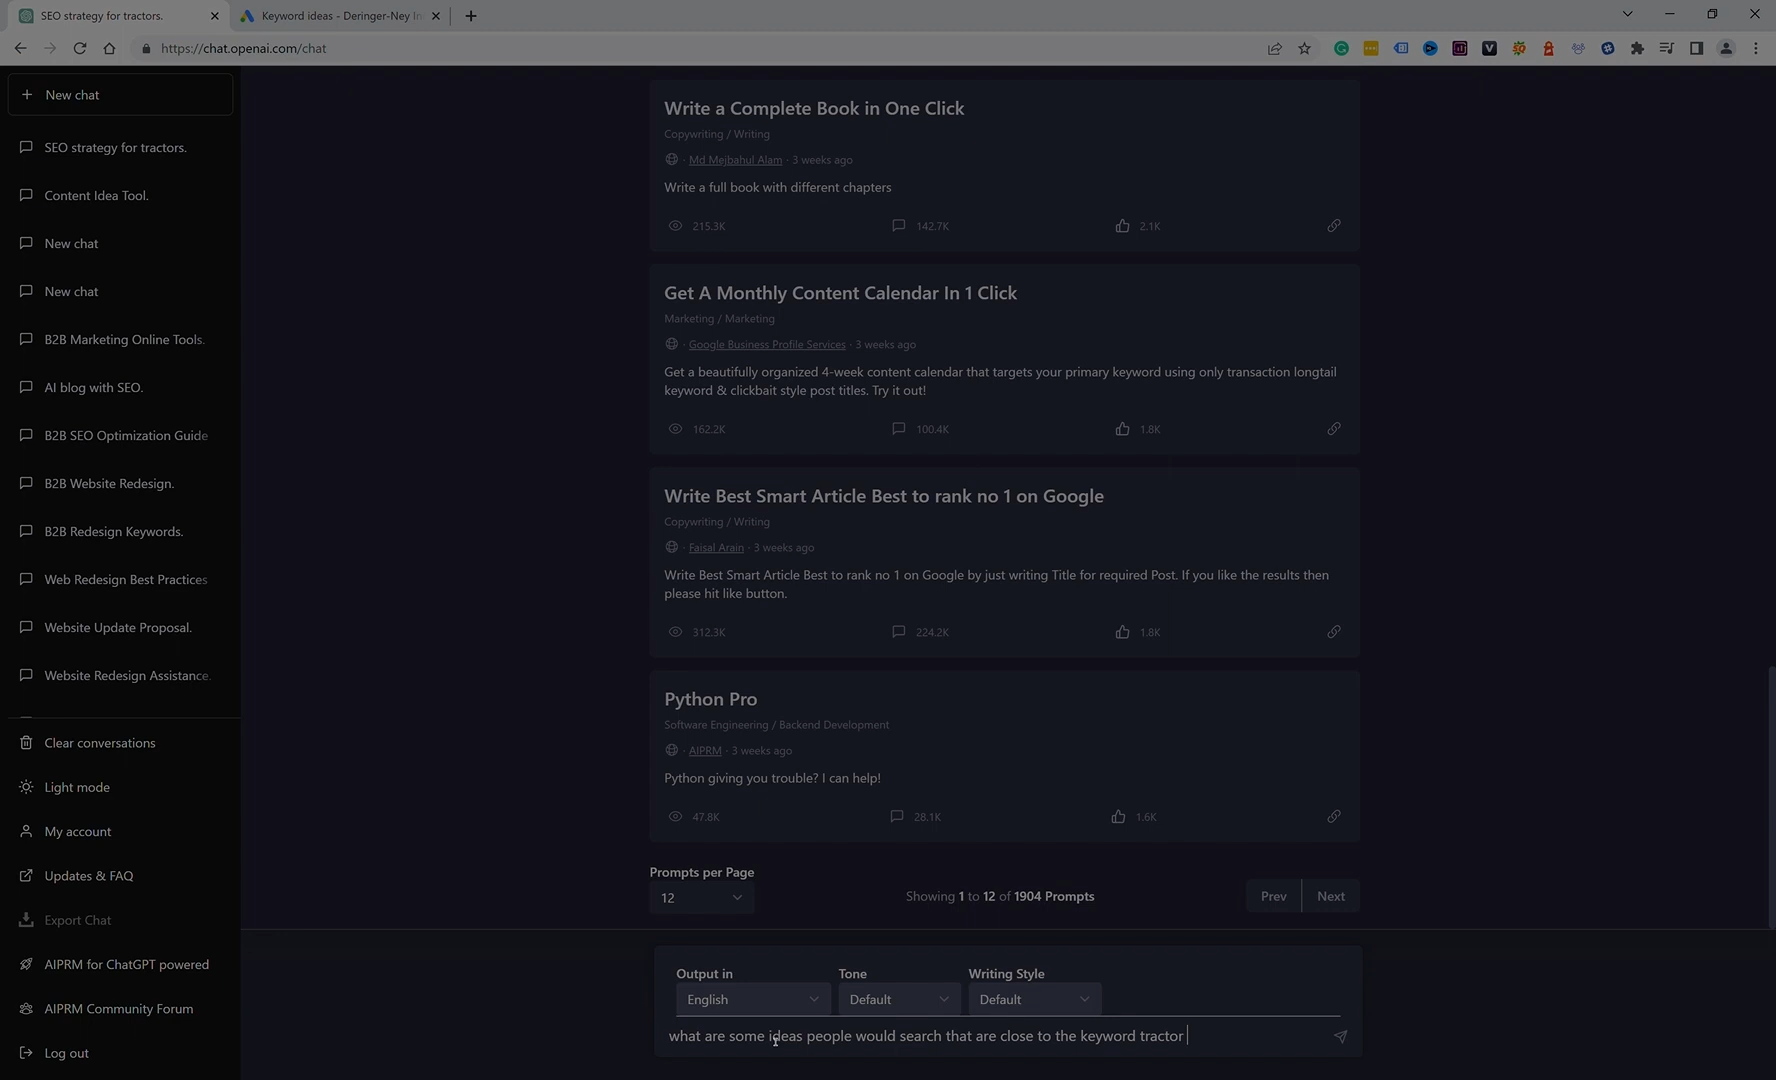 SEO strategy for tractors.
Keyword ideas - Deringer-Ney In
https://chat.openai.com/chat
New chat
SEO strategy for tractors.
Content Idea Tool.
New chat
New chat
B2B Marketing Online Tools.
AI blog with SEO.
B2B SEO Optimization Guide
B2B Website Redesign.
B2B Redesign Keywords.
Web Redesign Best Practices
Website Update Proposal.
Website Redesign Assistance.
Clear conversations
Light mode
My account
Updates & FAQ
Export Chat
AIPRM for ChatGPT powered
AIPRM Community Forum
Log out
Write a Complete Book in One Click
Copywriting / Writing
· Md Mejbahul Alam · 3 weeks ago
Write a full book with different chapters
215.3K 142.7K 2.1K
Get A Monthly Content Calendar In 1 Click
Marketing / Marketing
· Google Business Profile Services · 3 weeks ago
Get a beautifully organized 4-week content calendar that targets your primary keyword using only transaction longtail
keyword & clickbait style post titles. Try it out!
162.2K 100.4K 1.8K
Write Best Smart Article Best to rank no 1 on Google
Copywriting / Writing
· Faisal Arain · 3 weeks ago
Write Best Smart Article Best to rank no 1 on Google by just writing Title for required Post. If you like the results then
please hit like button.
312.3K 224.2K 1.8K
Python Pro
Software Engineering / Backend Development
· AIPRM · 3 weeks ago
Python giving you trouble? I can help!
47.8K 28.1K 1.6K
Prompts per Page
12
Showing 1 to 12 of 1904 Prompts
Prev Next
Output in Tone Writing Style
English Default Default
what are some ideas people would search that are close to the keyword tractor